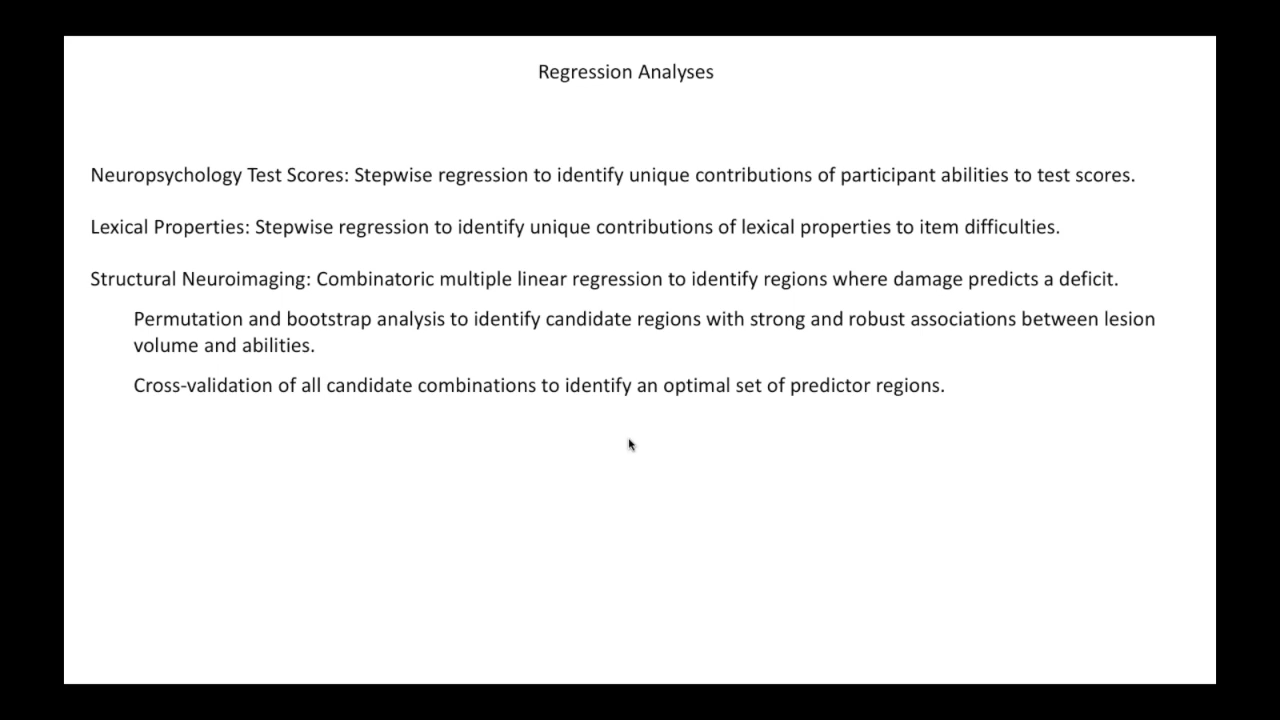 Regression Analyses
Neuropsychology Test Scores: Stepwise regression to identify unique contributions of participant abilities to test scores.
Lexical Properties: Stepwise regression to identify unique contributions of lexical properties to item difficulties.
Structural Neuroimaging: Combinatoric multiple linear regression to identify regions where damage predicts a deficit.
Permutation and bootstrap analysis to identify candidate regions with strong and robust associations between lesion
volume and abilities.
Cross-validation of all candidate combinations to identify an optimal set of predictor regions.